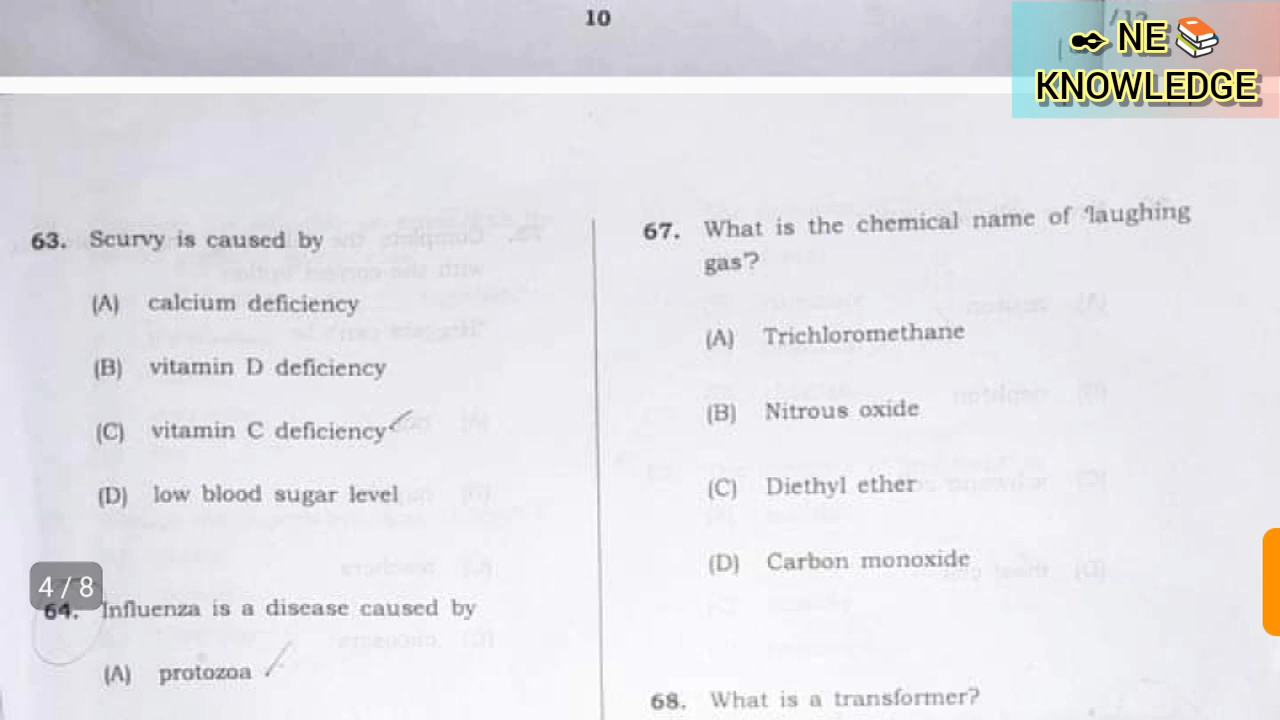 10
NE
KNOWLEDGE
63. Scurvy is caused by
(A) calcium deficiency
(B) vitamin D deficiency
(C) vitamin C deficiency
(D) low blood sugar level
4 / 8
64. Influenza is a disease caused by
(A) protozoa
67. What is the chemical name of 'laughing
gas'?
(A) Trichloromethane
(B) Nitrous oxide
(C) Diethyl ether
(D) Carbon monoxide
68. What is a transformer?